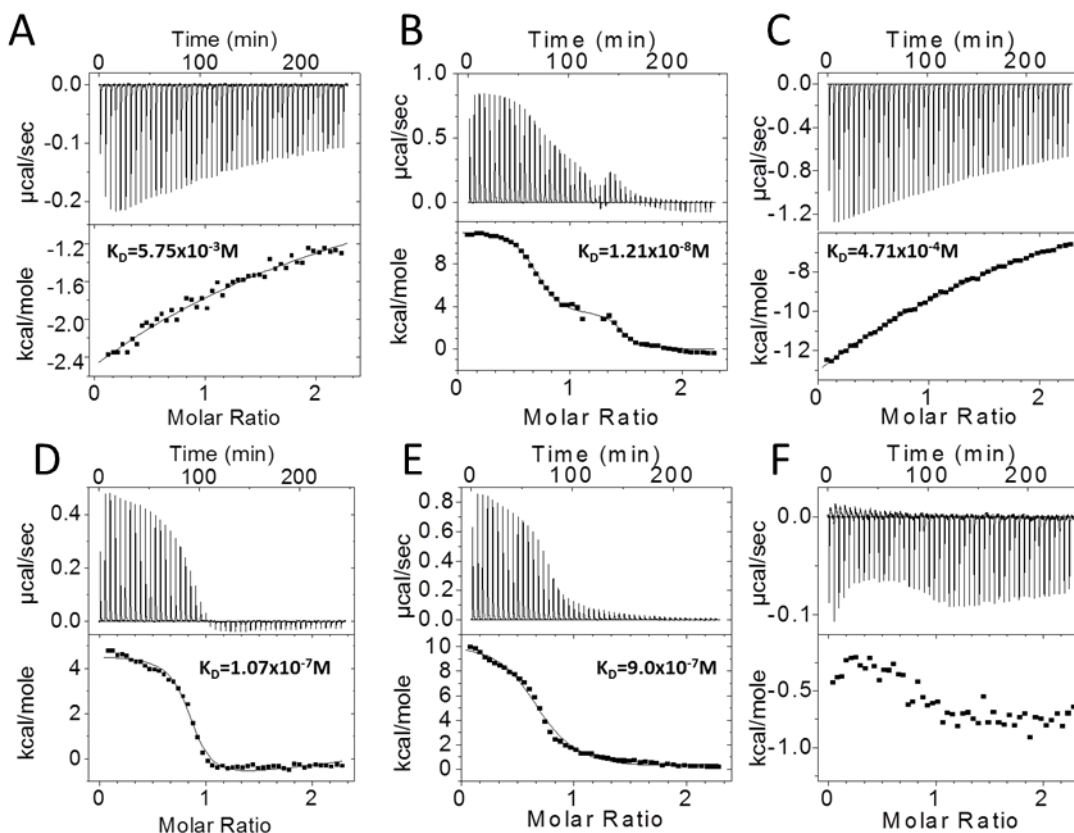 A
Time (min)
0 100 200
0.0
-0.1
-0.2
µcal/sec
-1.2
-1.6
-2.0
-2.4
kcal/mole
K_D=5.75x10^-3M
0 1 2
Molar Ratio
B
Time (min)
0 100 200
1.0
0.5
0.0
µcal/sec
8
4
0
kcal/mole
K_D=1.21x10^-8M
0 1 2
Molar Ratio
C
Time (min)
0 100 200
0.0
-0.4
-0.8
-1.2
µcal/sec
-8
-10
-12
kcal/mole
K_D=4.71x10^-4M
0 1 2
Molar Ratio
D
Time (min)
0 100 200
0.4
0.2
0.0
µcal/sec
4
2
0
kcal/mole
K_D=1.07x10^-7M
0 1 2
Molar Ratio
E
Time (min)
0 100 200
0.8
0.6
0.4
0.2
0.0
µcal/sec
10
8
6
4
2
0
kcal/mole
K_D=9.0x10^-7M
0 1 2
Molar Ratio
F
Time (min)
0 100 200
0.0
-0.1
µcal/sec
-0.5
-1.0
kcal/mole
0 1 2
Molar Ratio